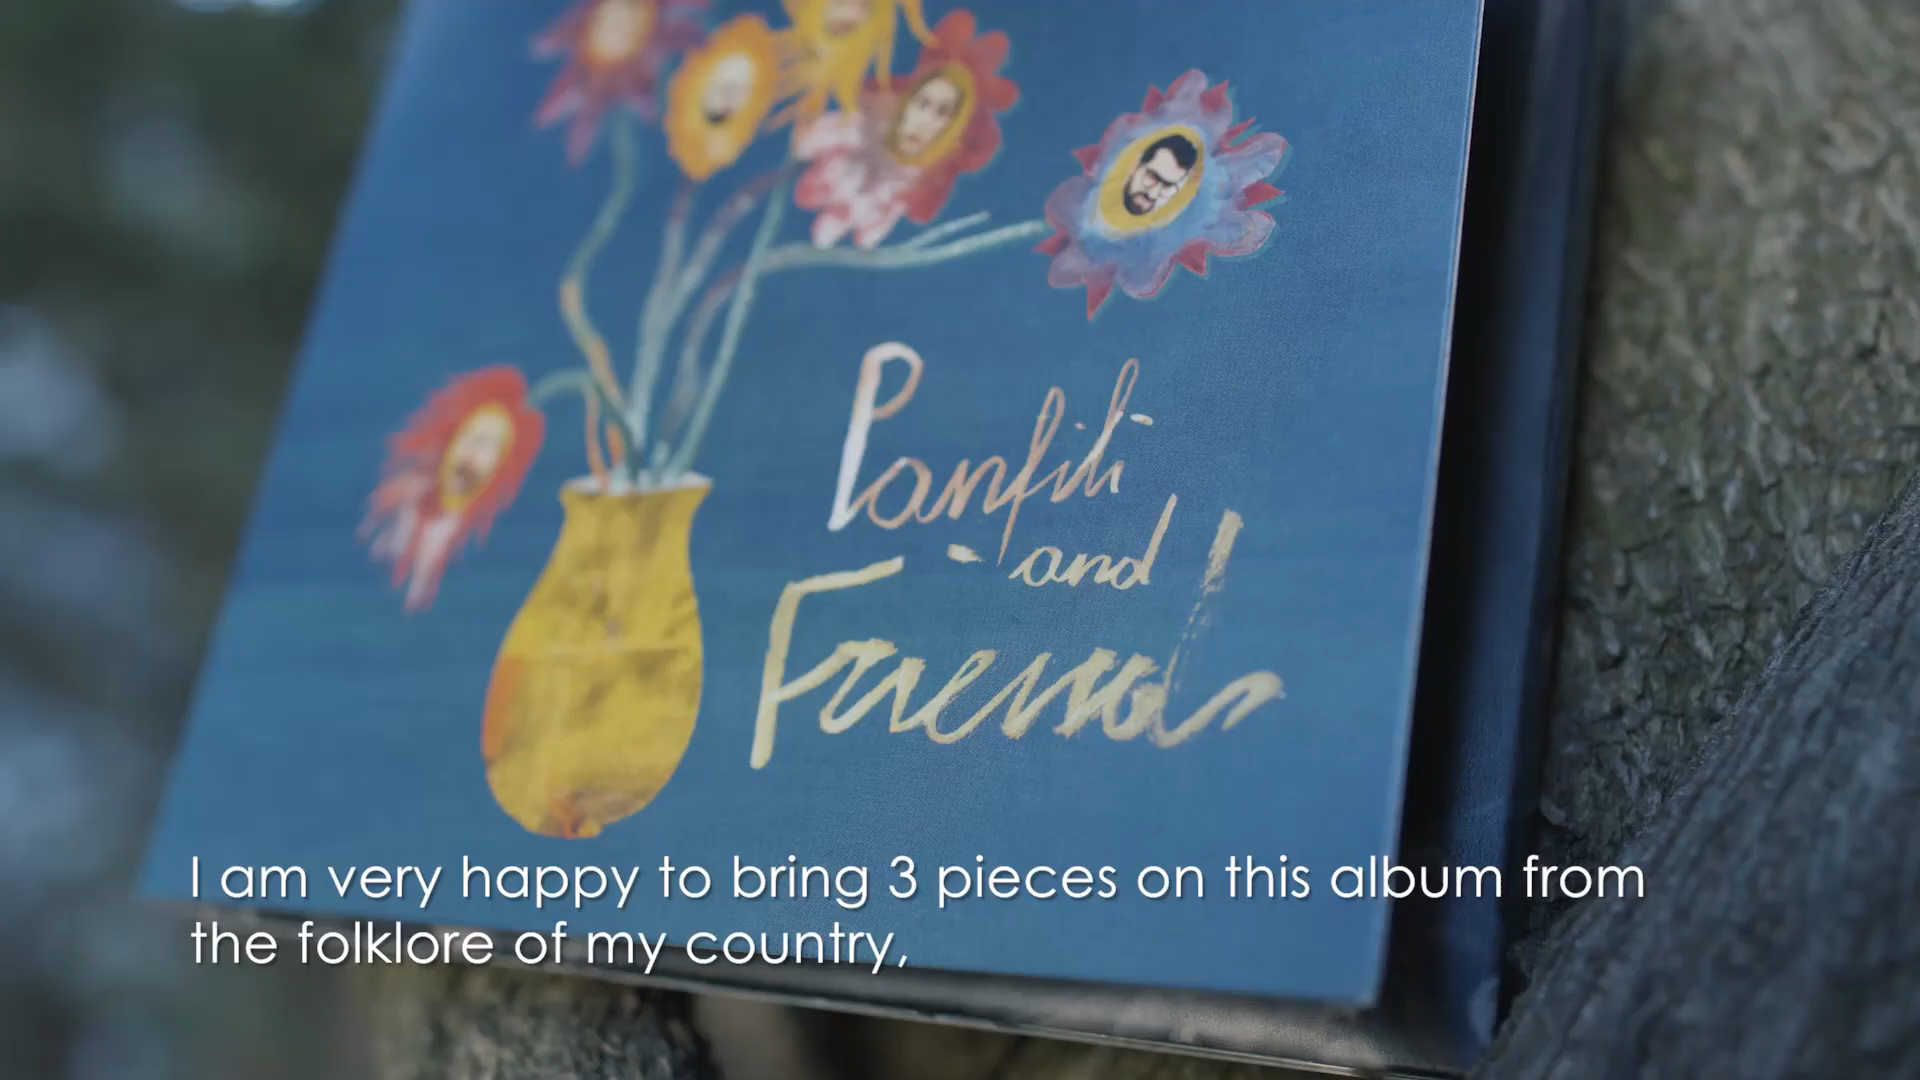 Panfili
and
Friends
I am very happy to bring 3 pieces on this album from
the folklore of my country,